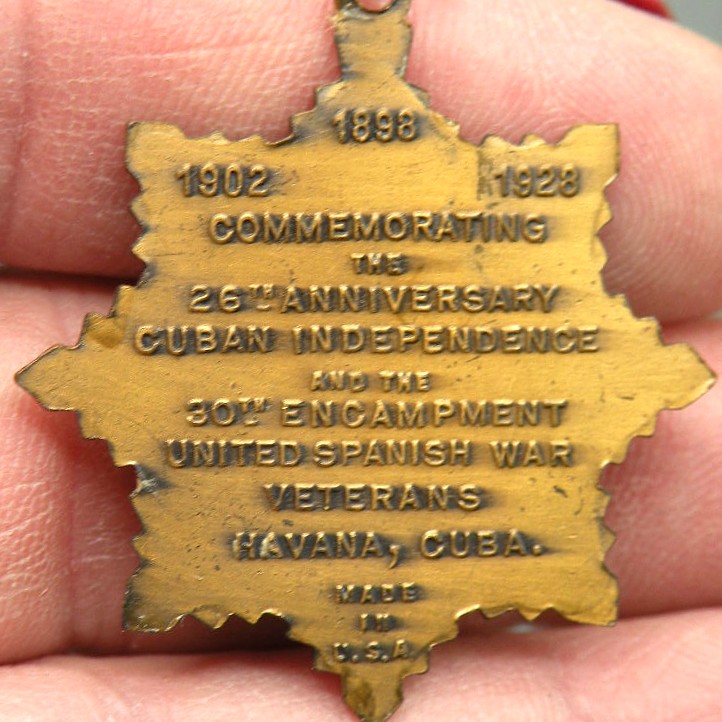 1898
1902 1928
COMMEMORATING
THE
26TH ANNIVERSARY
CUBAN INDEPENDENCE
AND THE
30TH ENCAMPMENT
UNITED SPANISH WAR
VETERANS
HAVANA, CUBA.
MADE
IN
U.S.A.